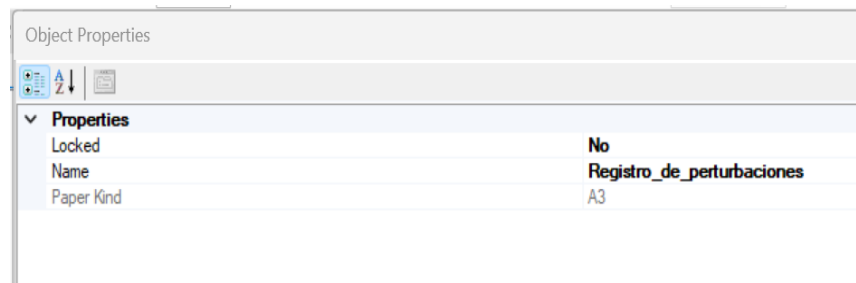 Object Properties
Properties
Locked No
Name Registro_de_perturbaciones
Paper Kind A3